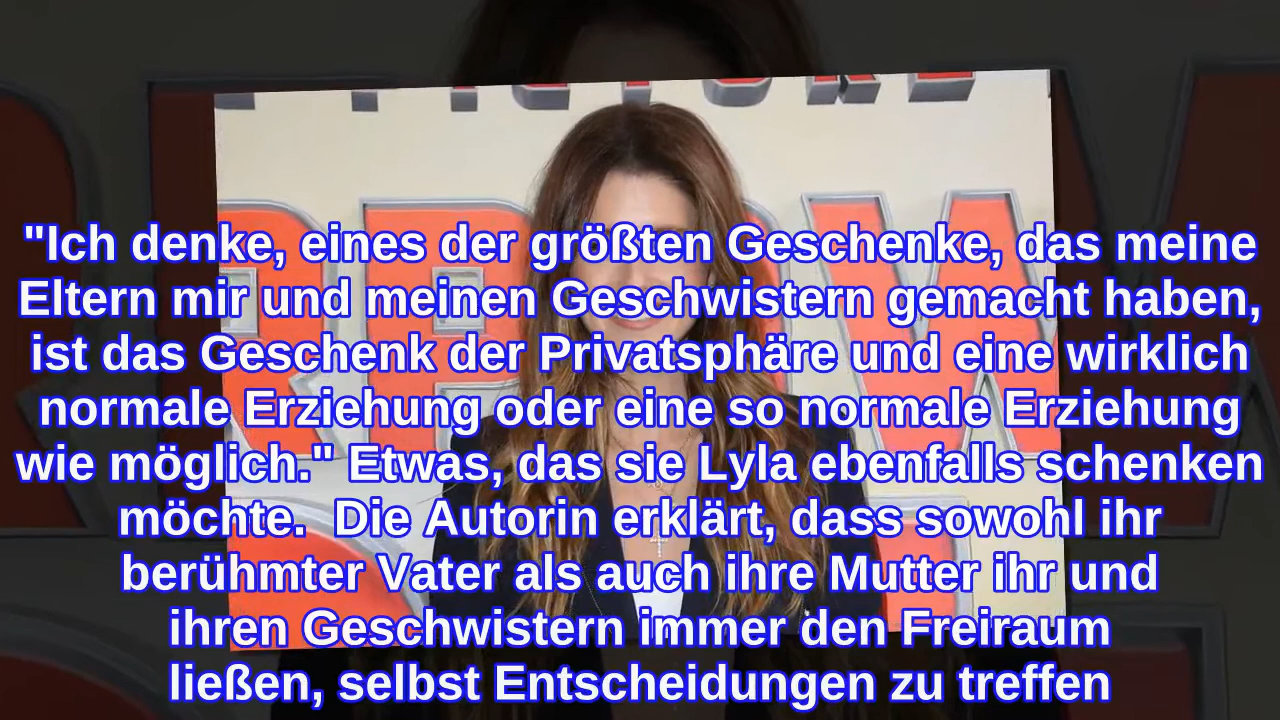 "Ich denke, eines der größten Geschenke, das meine
Eltern mir und meinen Geschwistern gemacht haben,
ist das Geschenk der Privatsphäre und eine wirklich
normale Erziehung oder eine so normale Erziehung
wie möglich." Etwas, das sie Lyla ebenfalls schenken
möchte.  Die Autorin erklärt, dass sowohl ihr
berühmter Vater als auch ihre Mutter ihr und
ihren Geschwistern immer den Freiraum
ließen, selbst Entscheidungen zu treffen